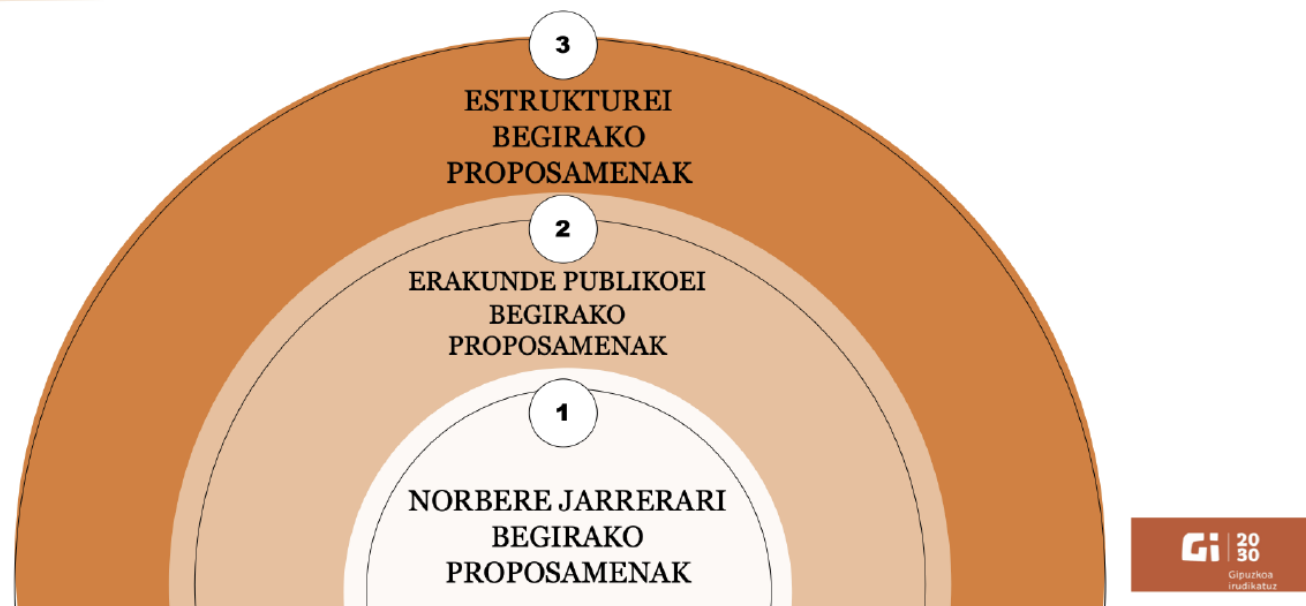 3
ESTRUKTUREI
BEGIRAKO
PROPOSAMENAK
2
ERAKUNDE PUBLIKOEI
BEGIRAKO
PROPOSAMENAK
1
NORBERE JARRERARI
BEGIRAKO
PROPOSAMENAK
Gi 20
30
Gipuzkoa
irudikatuz